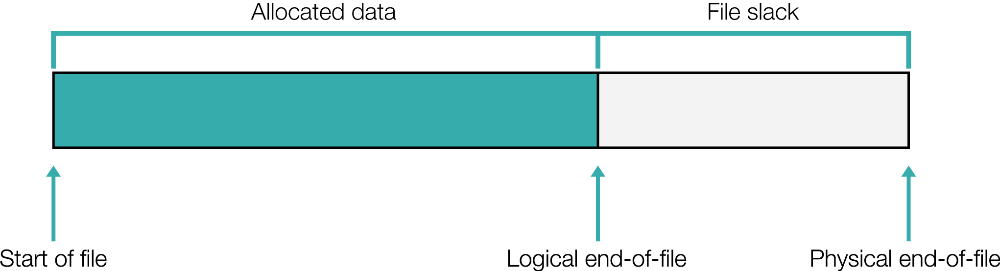 Allocated data
File slack
Start of file
Logical end-of-file
Physical end-of-file